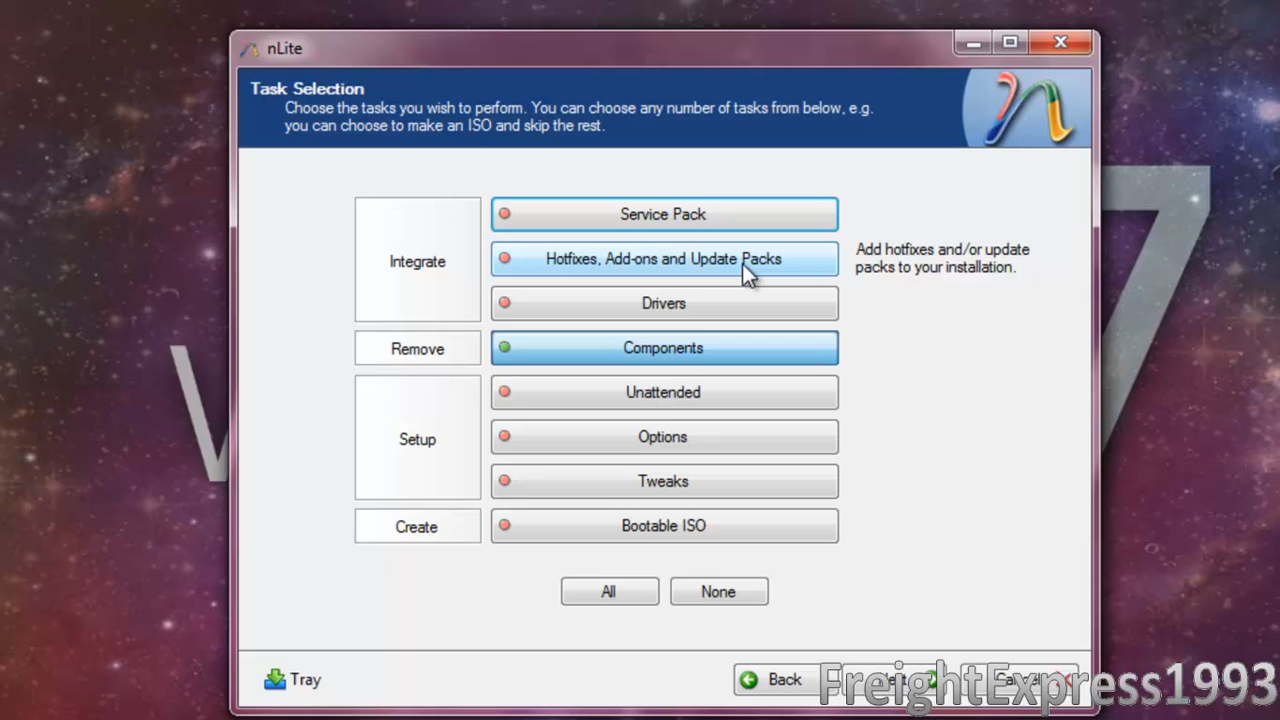 nLite
Task Selection
Choose the tasks you wish to perform. You can choose any number of tasks from below, e.g.
you can choose to make an ISO and skip the rest.
Integrate
Service Pack
Hotfixes, Add-ons and Update Packs
Add hotfixes and/or update
packs to your installation.
Drivers
Remove
Components
Setup
Unattended
Options
Tweaks
Create
Bootable ISO
All
None
Tray
Back
FreightExpress1993